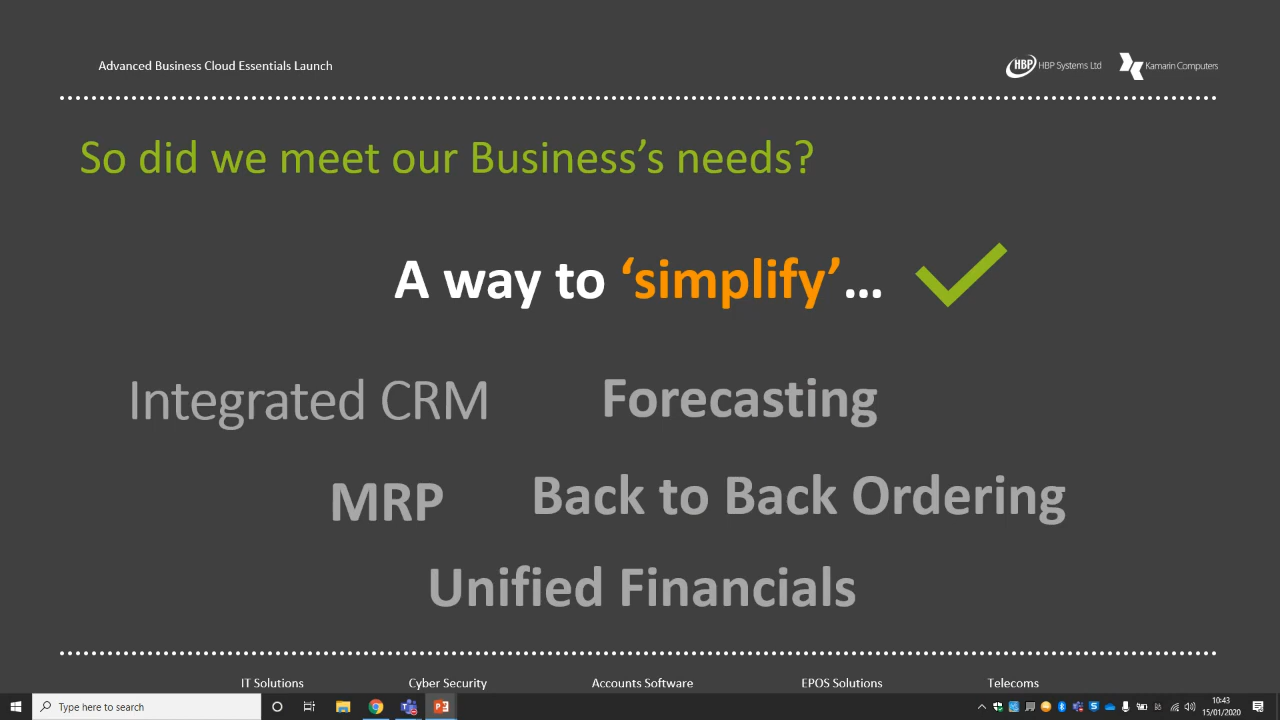 Advanced Business Cloud Essentials Launch
HBP HBP Systems Ltd
Kamarin Computers
So did we meet our Business’s needs?
A way to ‘simplify’...
Integrated CRM
Forecasting
MRP
Back to Back Ordering
Unified Financials
IT Solutions
Cyber Security
Accounts Software
EPOS Solutions
Telecoms
Type here to search
10:43
15/01/2020